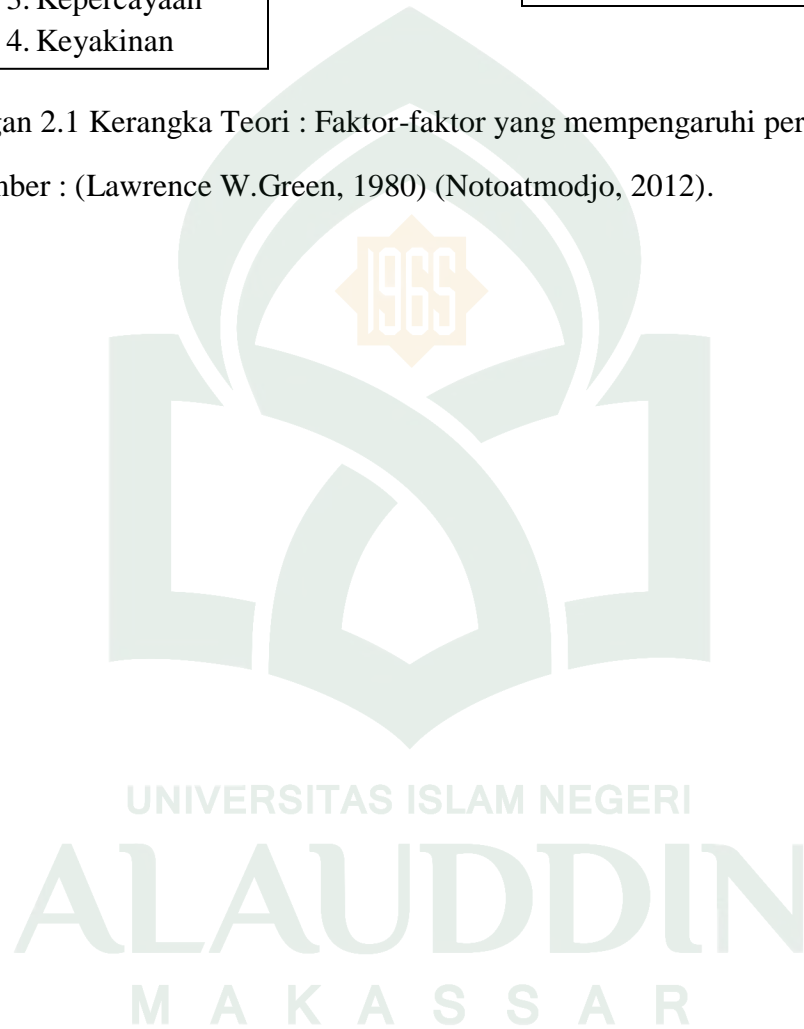 3. Kepercayaan
4. Keyakinan
gan 2.1 Kerangka Teori : Faktor-faktor yang mempengaruhi per
nber : (Lawrence W.Green, 1980) (Notoatmodjo, 2012).
1965
UNIVERSITAS ISLAM NEGERI
ALAUDDIN
MAKASSAR